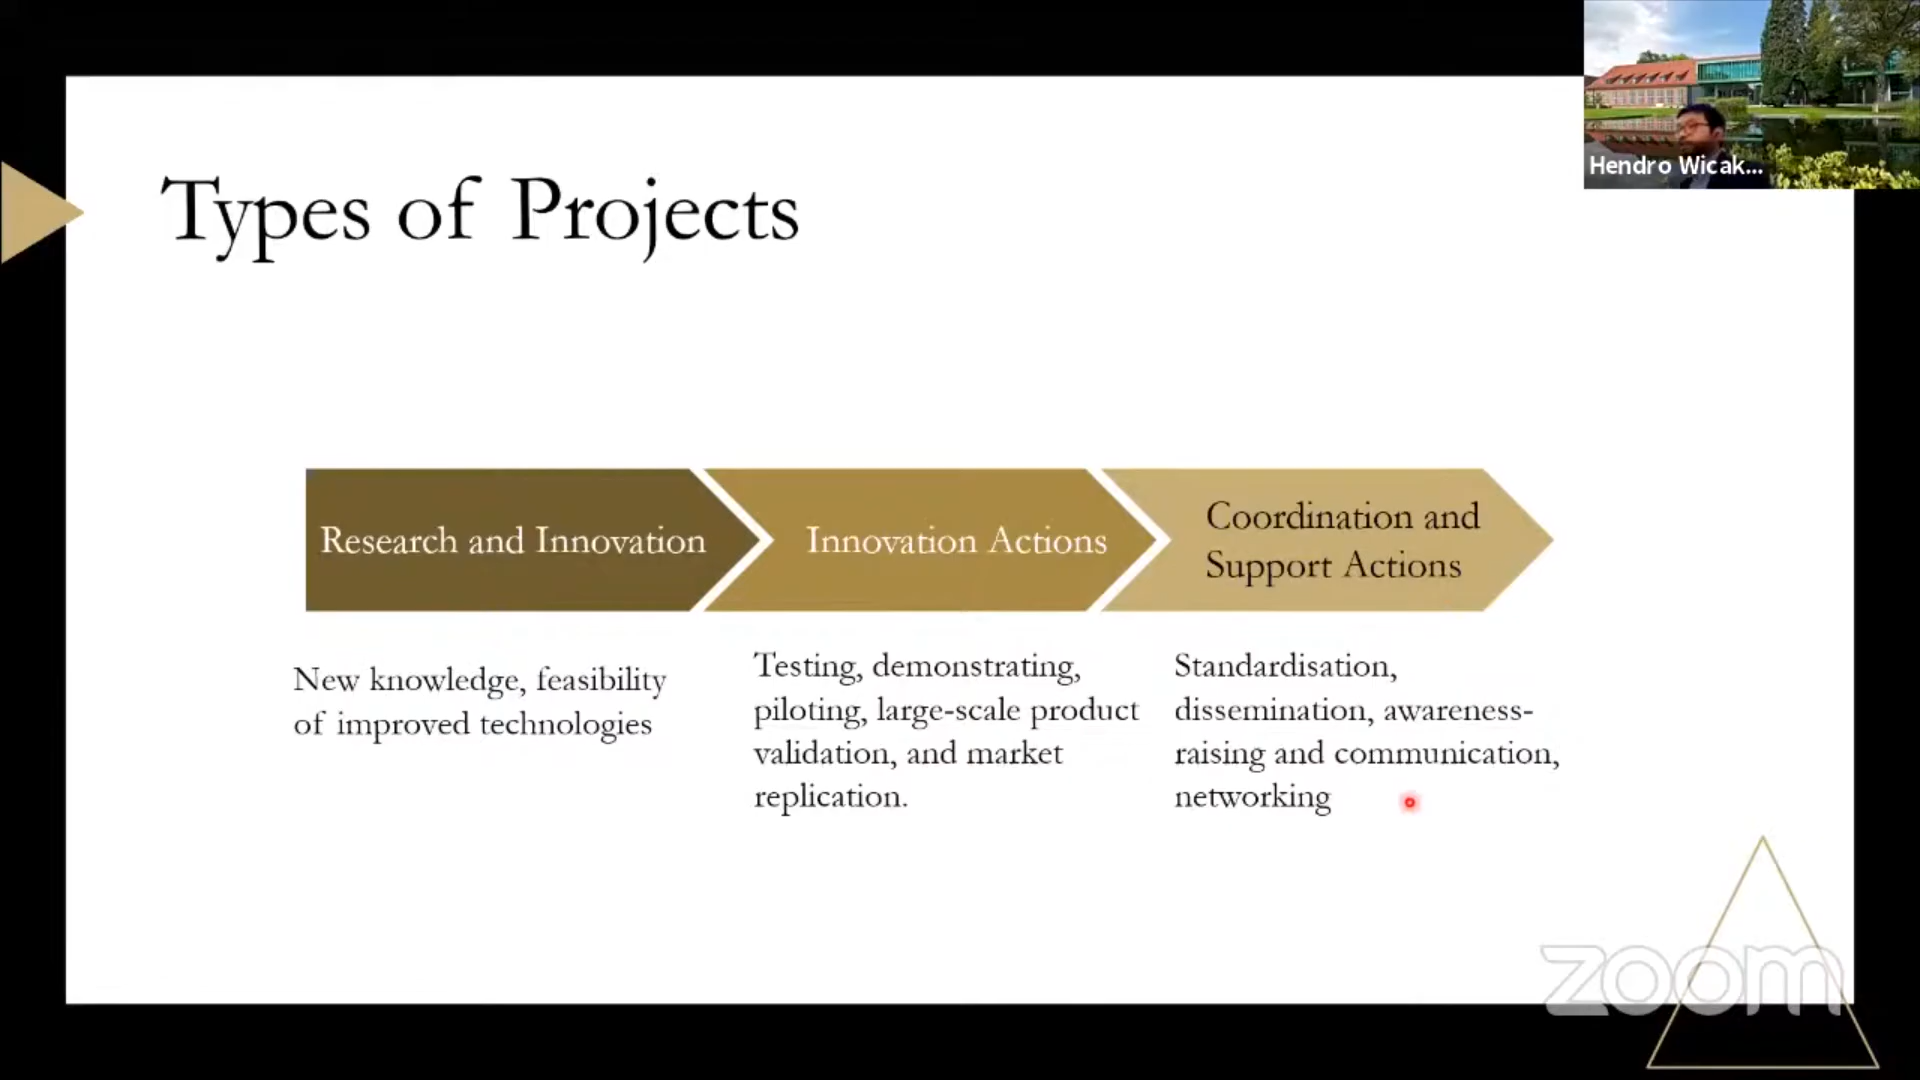 Hendro Wicak...
Types of Projects
Research and Innovation
Innovation Actions
Coordination and
Support Actions
New knowledge, feasibility
of improved technologies
Testing, demonstrating,
piloting, large-scale product
validation, and market
replication.
Standardisation,
dissemination, awareness-
raising and communication,
networking
zoom